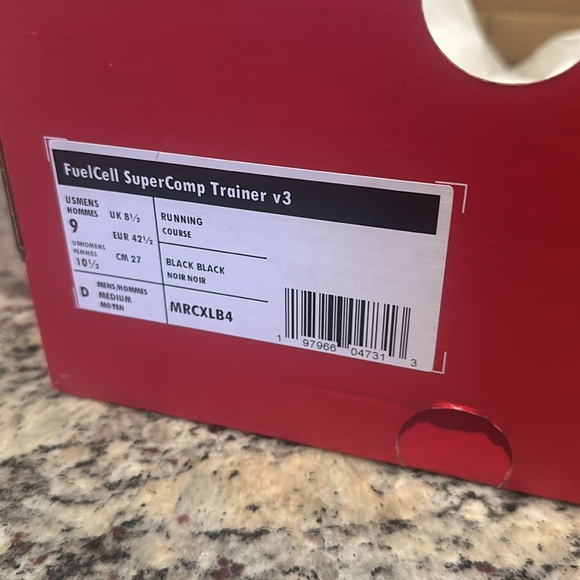 FuelCell SuperComp Trainer v3
USMENS
HOMMES
9
USWOMENS
FEMMES
10½
UK 8½
EUR 42½
CM 27
D
MENS/HOMMES
MEDIUM
MOYEN
RUNNING
COURSE
BLACK BLACK
NOIR NOIR
MRCXLB4
1 97966 04731 3